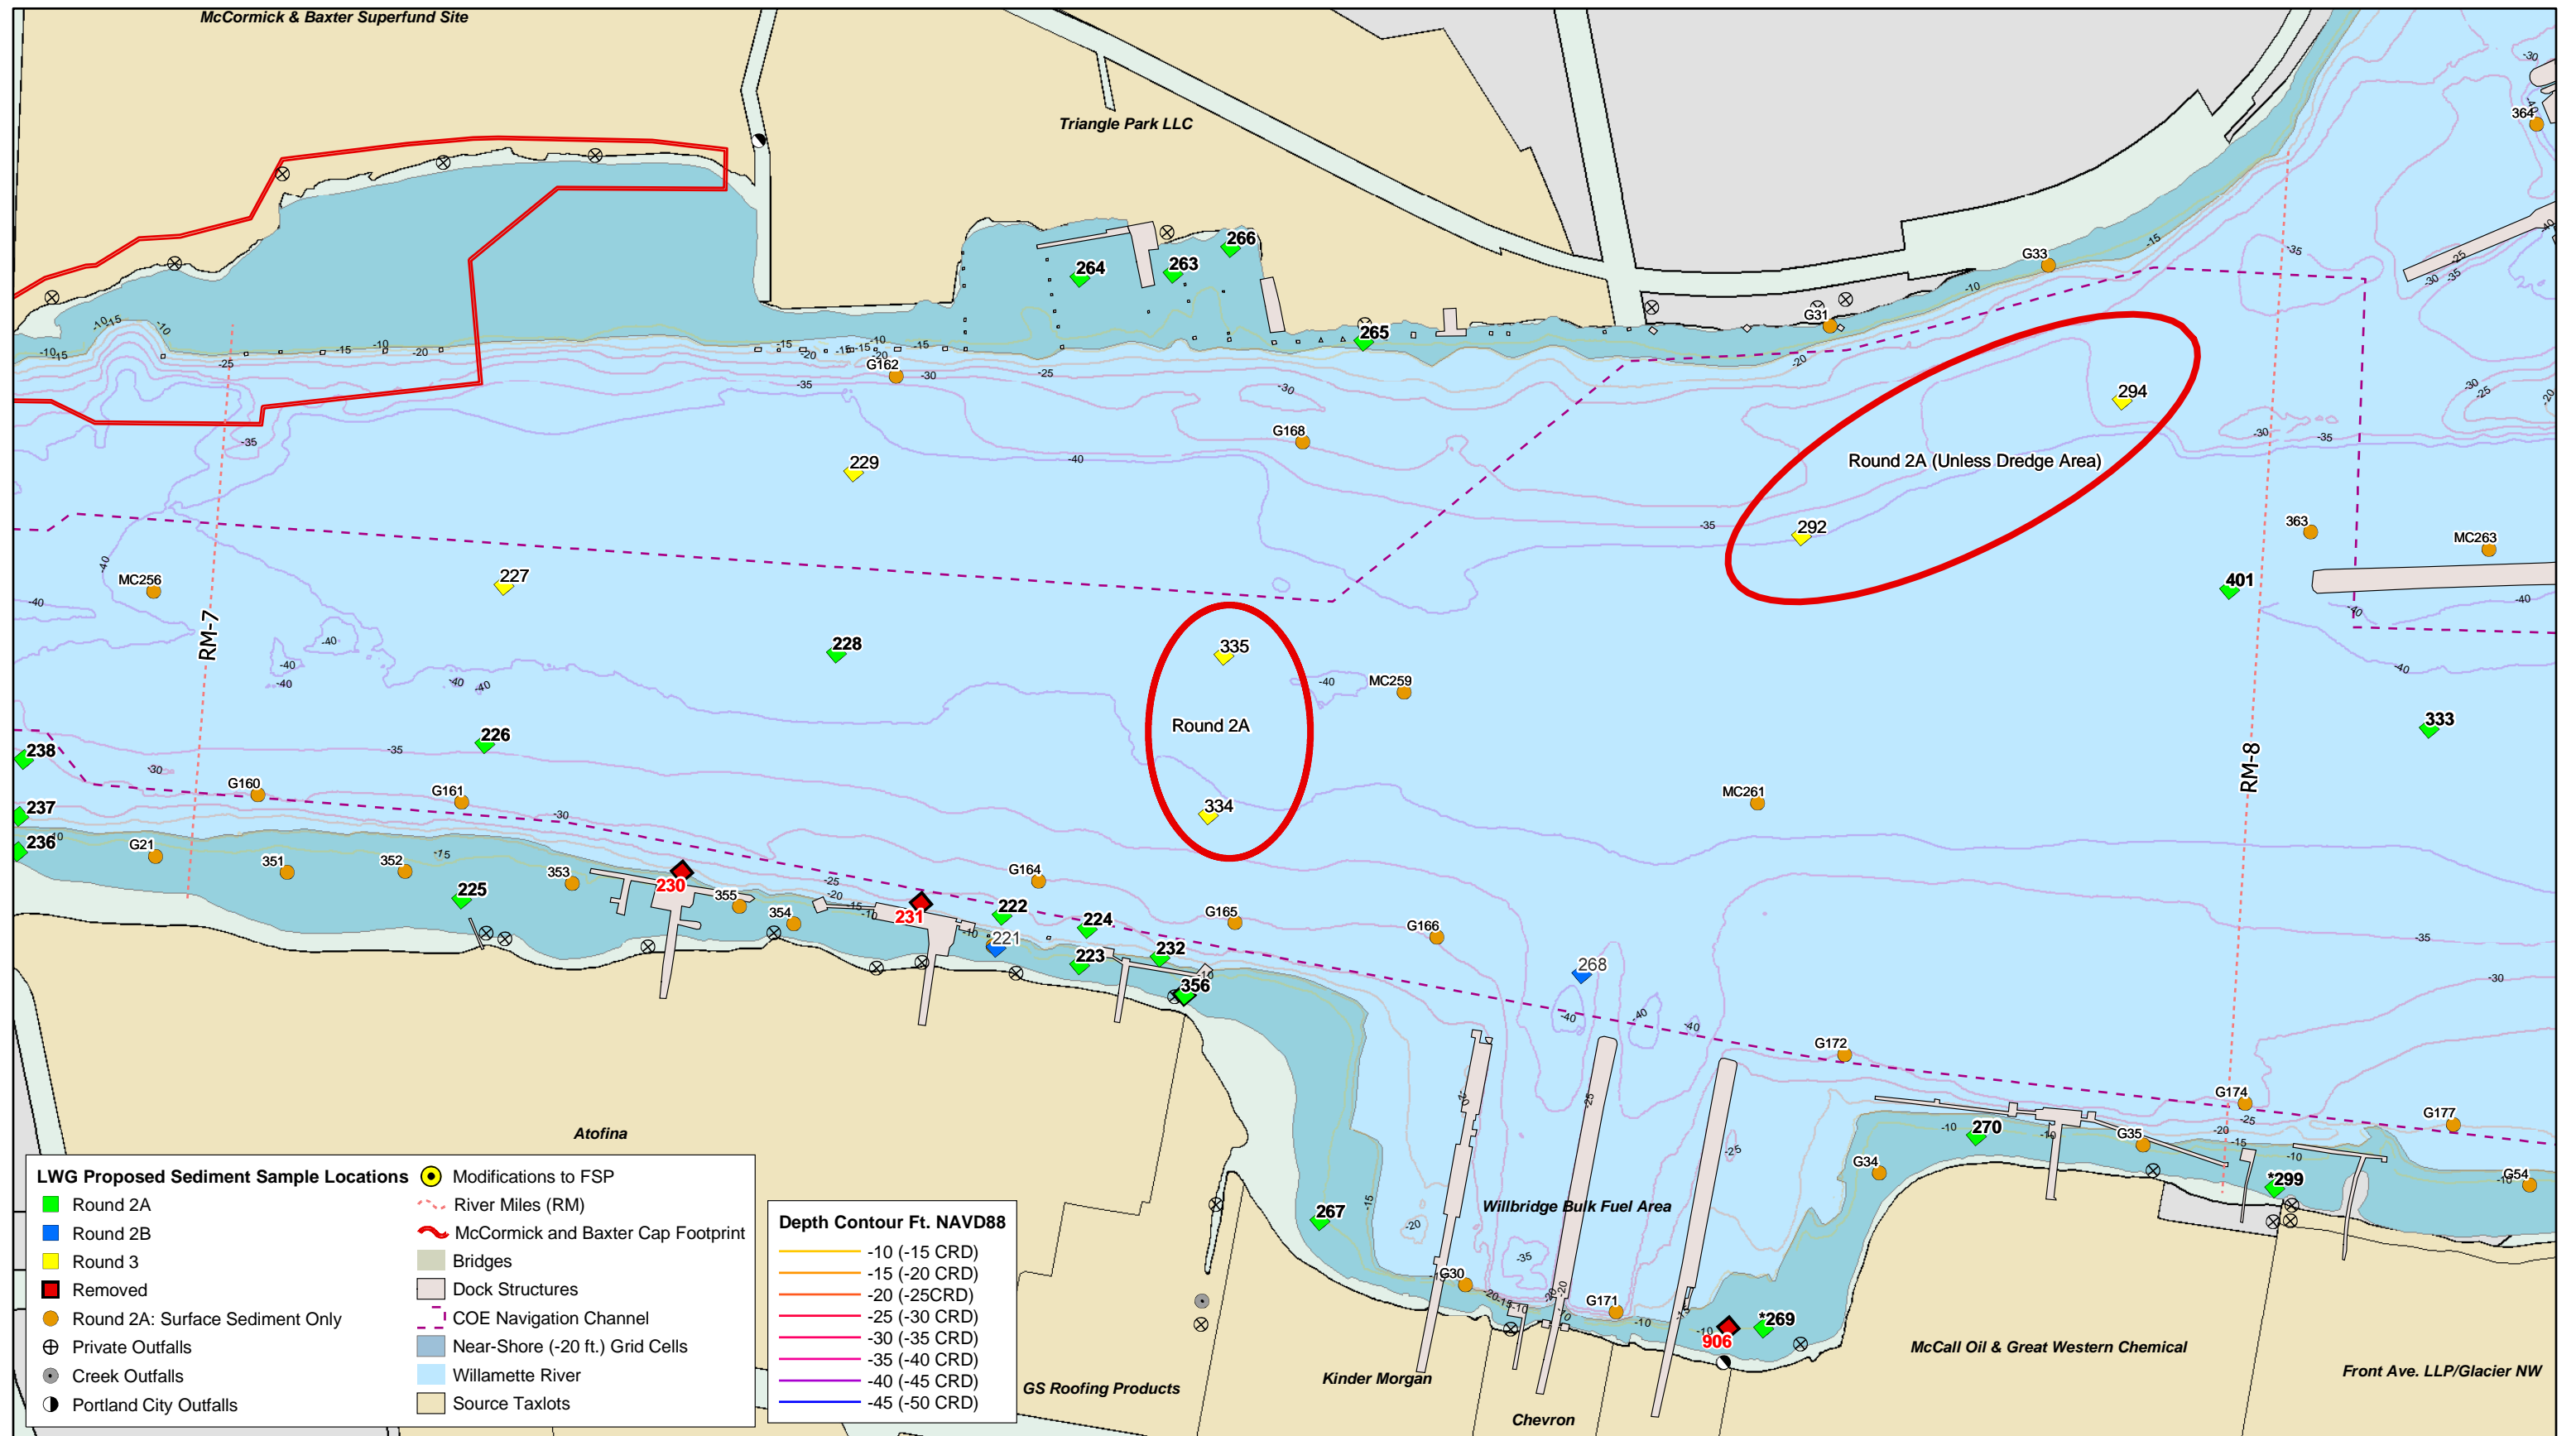 McCormick & Baxter Superfund Site
Triangle Park LLC
364
266
264
263
G33
G31
265
G162
G168
294
229
Round 2A (Unless Dredge Area)
292
363
MC263
MC256
227
401
RM-7
228
335
MC259
Round 2A
333
238
226
RM-8
G160
G161
MC261
237
334
236
G21
351
352
353
230
G164
225
355
354
231
222
224
G165
G166
221
223
232
268
356
G172
G174
G177
Atofina
270
G35
G34
*299
G54
267
Willbridge Bulk Fuel Area
G30
G171
*269
906
McCall Oil & Great Western Chemical
Front Ave. LLP/Glacier NW
Kinder Morgan
GS Roofing Products
Chevron
LWG Proposed Sediment Sample Locations
Round 2A
Round 2B
Round 3
Removed
Round 2A: Surface Sediment Only
Private Outfalls
Creek Outfalls
Portland City Outfalls
Modifications to FSP
River Miles (RM)
McCormick and Baxter Cap Footprint
Bridges
Dock Structures
COE Navigation Channel
Near-Shore (-20 ft.) Grid Cells
Willamette River
Source Taxlots
Depth Contour Ft. NAVD88
-10 (-15 CRD)
-15 (-20 CRD)
-20 (-25CRD)
-25 (-30 CRD)
-30 (-35 CRD)
-35 (-40 CRD)
-40 (-45 CRD)
-45 (-50 CRD)